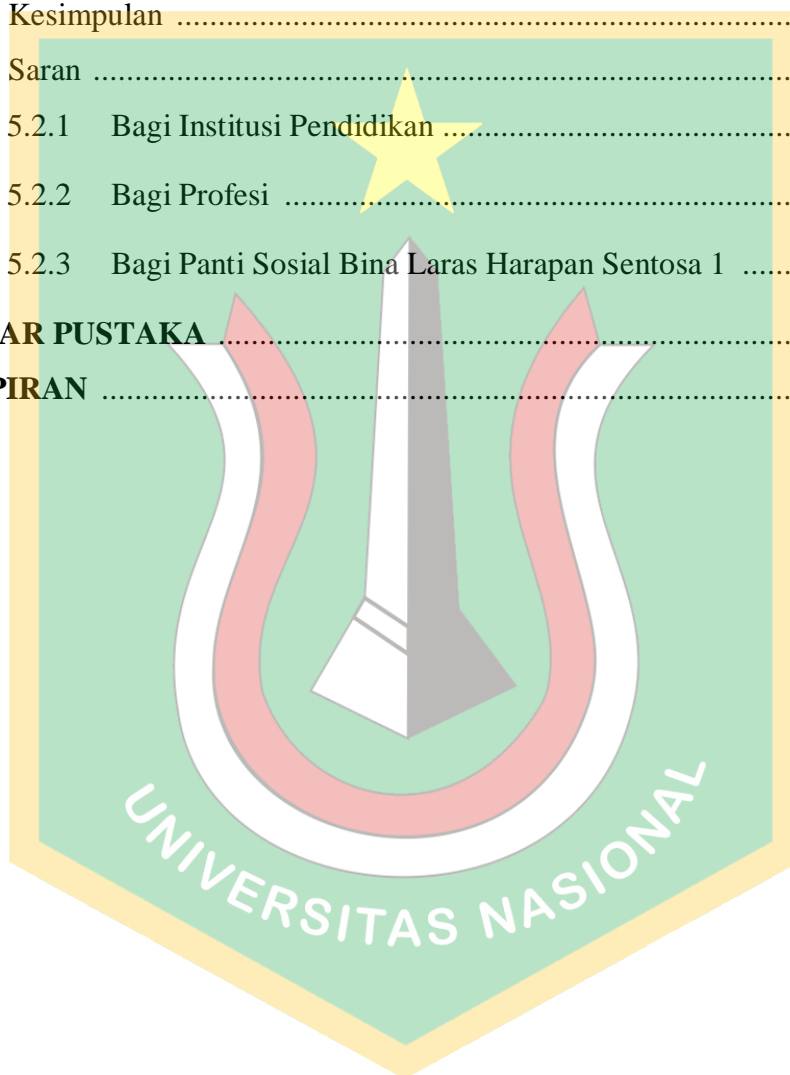 Kesimpulan ........................................................................
Saran ........................................................................
5.2.1 Bagi Institusi Pendidikan ........................................
5.2.2 Bagi Profesi ........................................................
5.2.3 Bagi Panti Sosial Bina Laras Harapan Sentosa 1 ......
AR PUSTAKA ........................................................................
PIRAN ........................................................................
UNIVERSITAS NASIONAL